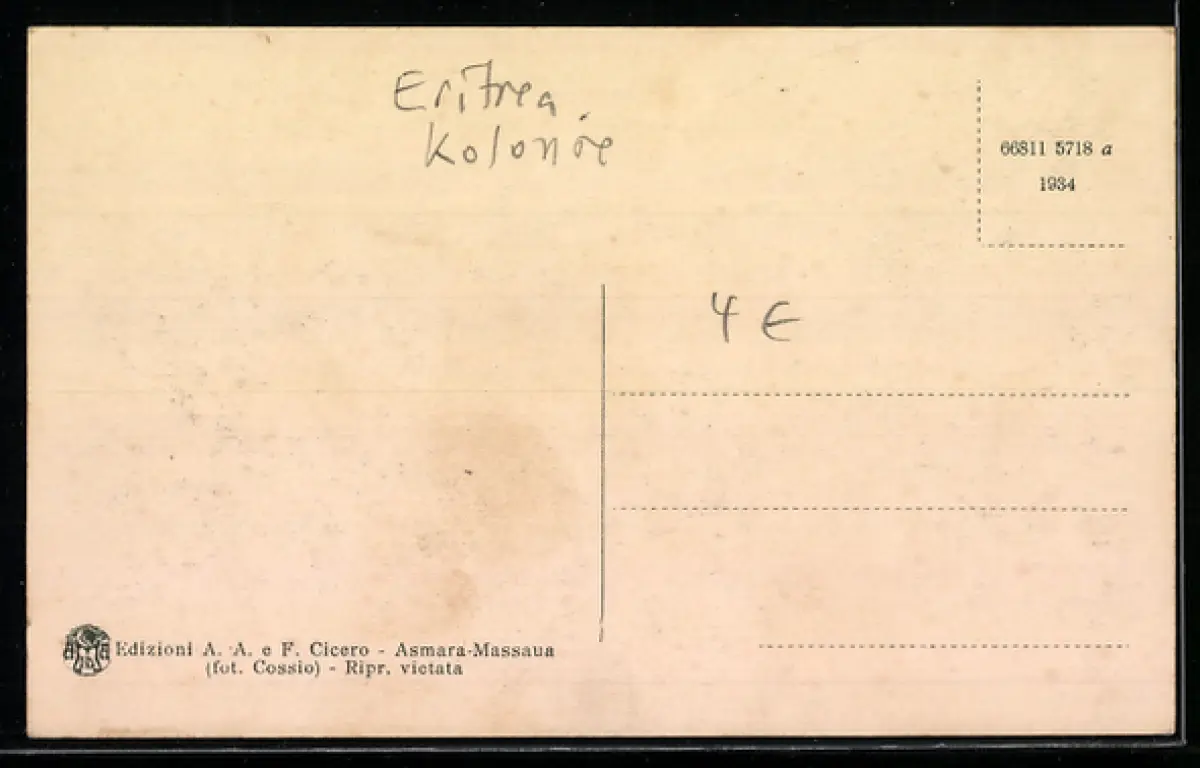 Eritrea
Kolonie
66811 5718 a
1934
4 €
Edizioni A. A. e F. Cicero - Asmara-Massaua
(fot. Cossio) - Ripr. vietata